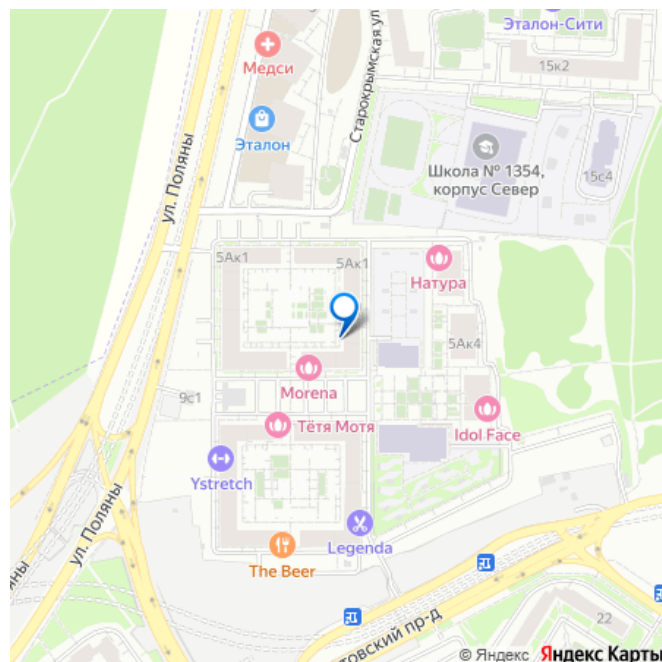 Эталон-Сити
15к2
Медси
Старокрымская ул
Эталон
ул. Поляны
Школа № 1354,
корпус Север
15с4
5Ак1
5Ак1
Натура
5Ак4
9с1
Morena
Тётя Мотя
Idol Face
Ystretch
ул. Поляны
Legenda
The Beer
яны
товский пр-д
22
© Яндекс Яндекс Карты